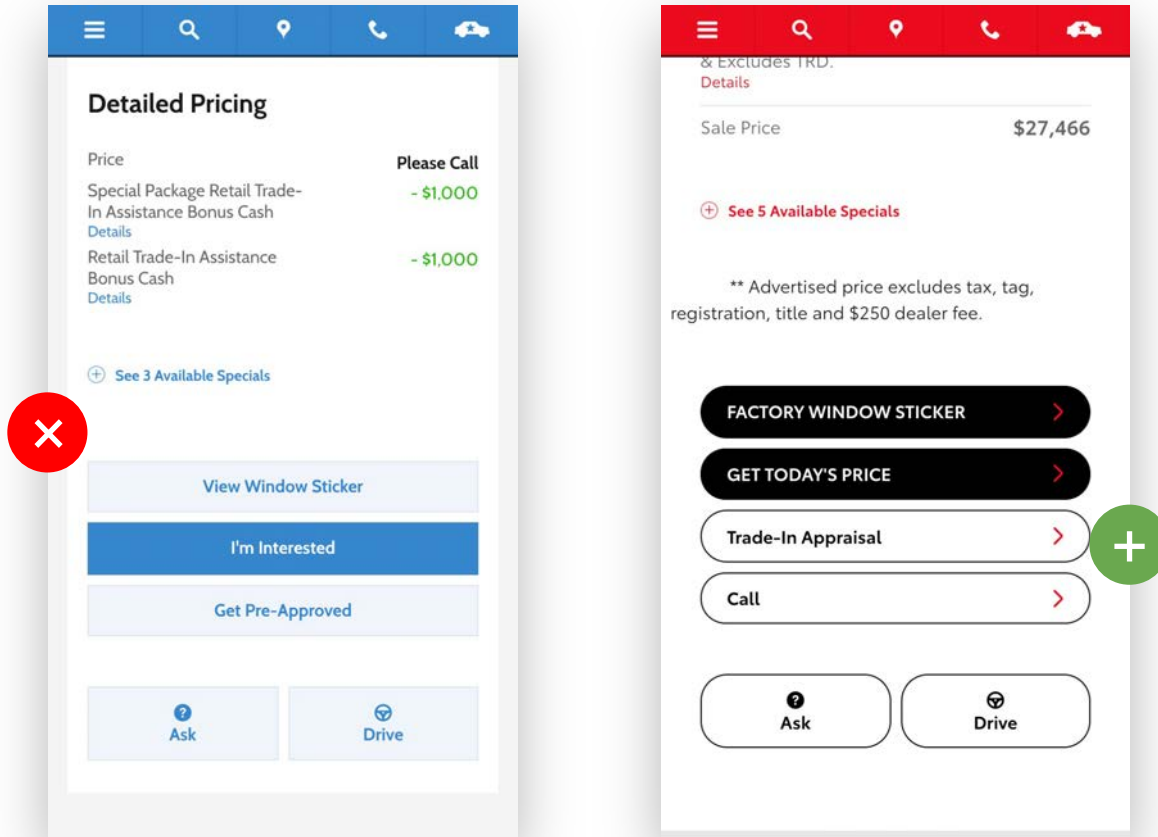 Detailed Pricing
Price Please Call
Special Package Retail Trade- - $1,000
In Assistance Bonus Cash
Details
Retail Trade-In Assistance - $1,000
Bonus Cash
Details
See 3 Available Specials
View Window Sticker
I'm Interested
Get Pre-Approved
Ask Drive
& Excludes TRD.
Details
Sale Price $27,466
See 5 Available Specials
** Advertised price excludes tax, tag,
registration, title and $250 dealer fee.
FACTORY WINDOW STICKER
GET TODAY'S PRICE
Trade-In Appraisal
Call
Ask Drive